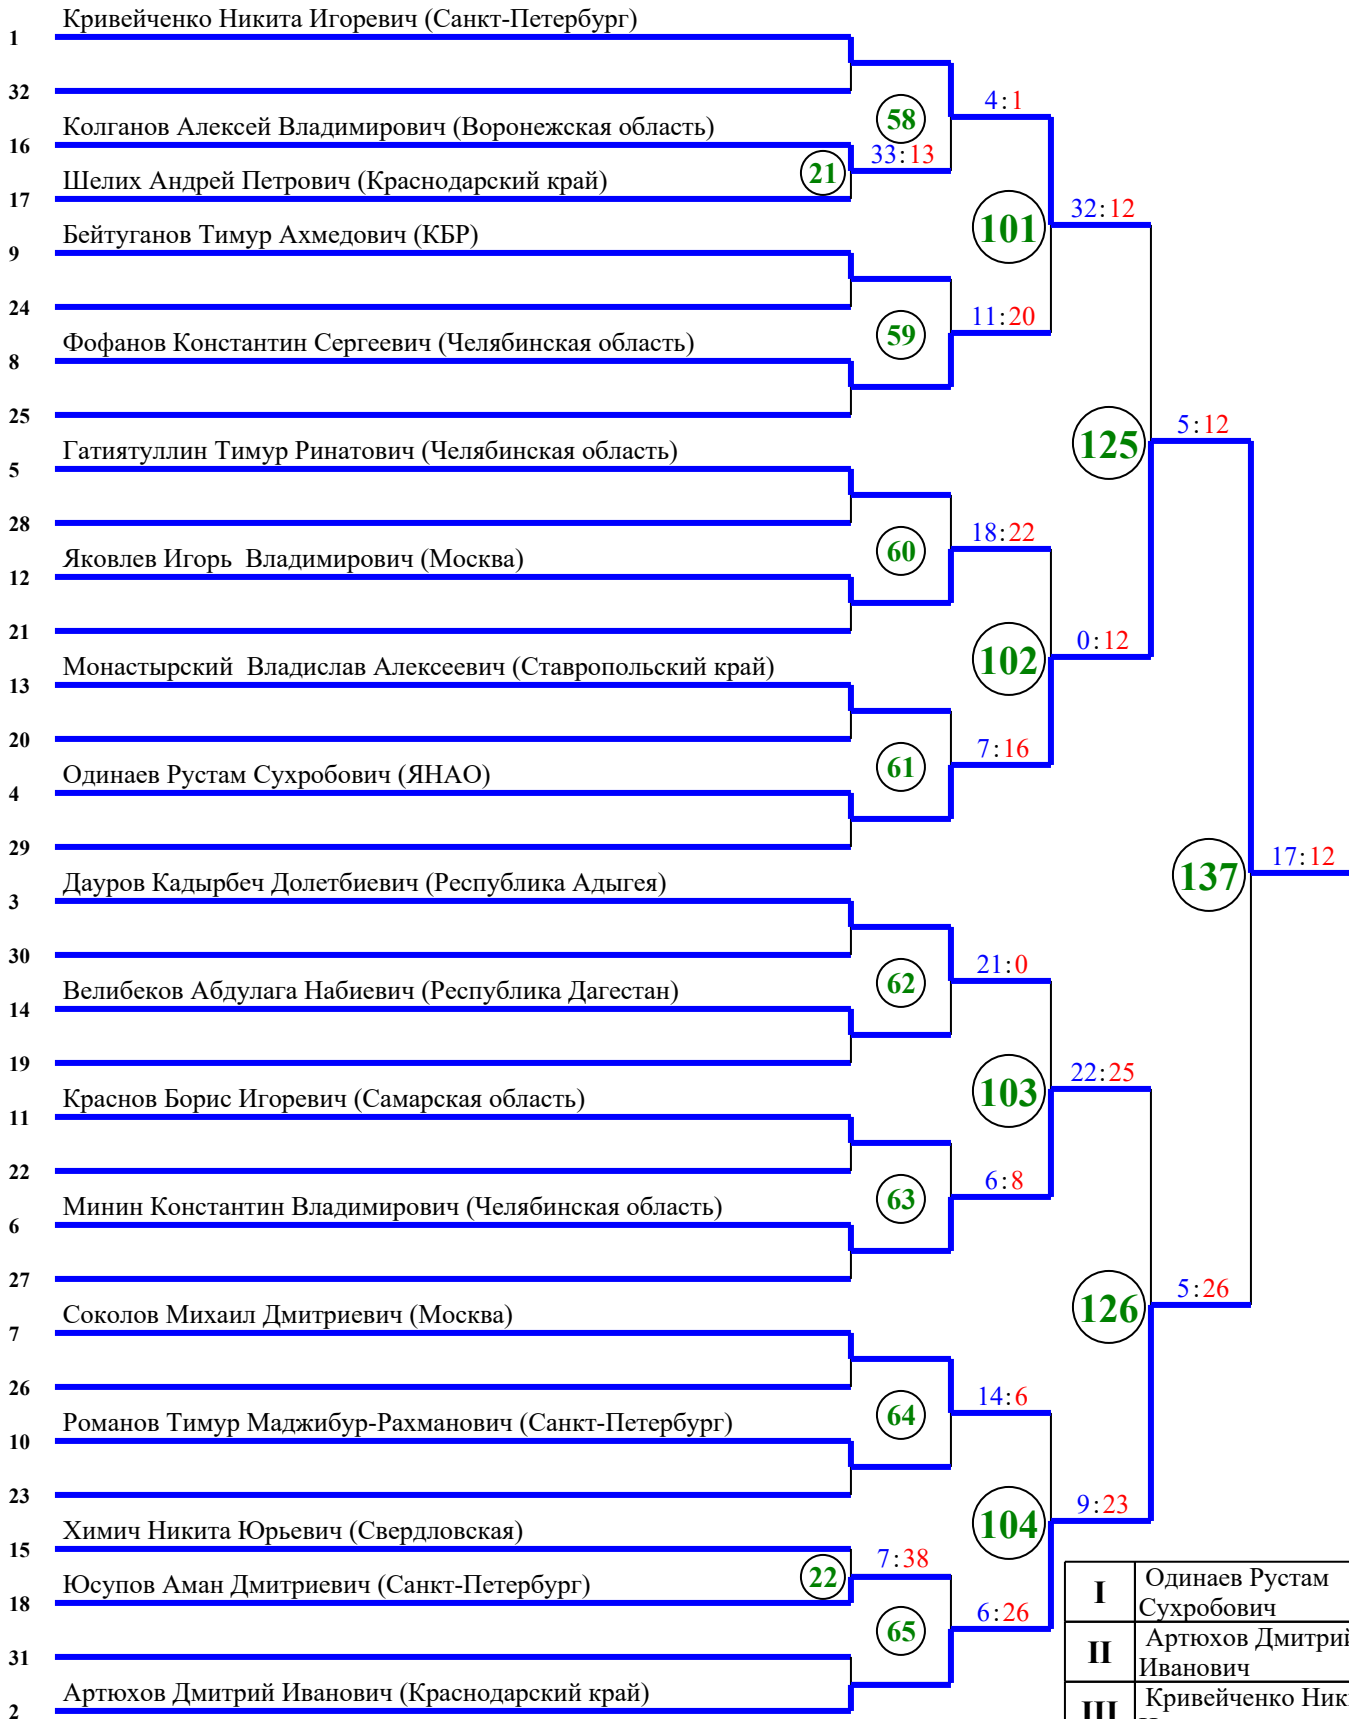 Кривейченко Никита Игоревич (Санкт-Петербург)
1
32
4:1
58
Колганов Алексей Владимирович (Воронежская область)
16
33:13
21
Шелих Андрей Петрович (Краснодарский край)
17
32:12
101
Бейтуганов Тимур Ахмедович (КБР)
9
24
11:20
59
Фофанов Константин Сергеевич (Челябинская область)
8
25
5:12
125
Гатиятуллин Тимур Ринатович (Челябинская область)
5
28
18:22
60
Яковлев Игорь Владимирович (Москва)
12
21
0:12
102
Монастырский Владислав Алексеевич (Ставропольский край)
13
20
7:16
61
Одинаев Рустам Сухробович (ЯНАО)
4
29
17:12
137
Дауров Кадырбеч Долетбиевич (Республика Адыгея)
3
30
21:0
62
Велибеков Абдулага Набиевич (Республика Дагестан)
14
19
22:25
103
Краснов Борис Игоревич (Самарская область)
11
22
6:8
63
Минин Константин Владимирович (Челябинская область)
6
27
5:26
126
Соколов Михаил Дмитриевич (Москва)
7
26
14:6
64
Романов Тимур Маджибур-Рахманович (Санкт-Петербург)
10
23
9:23
104
Химич Никита Юрьевич (Свердловская)
15
7:38
22
Юсупов Аман Дмитриевич (Санкт-Петербург)
18
6:26
65
31
Артюхов Дмитрий Иванович (Краснодарский край)
2
I Одинаев Рустам
Сухробович
II Артюхов Дмитрий
Иванович
III Кривейченко